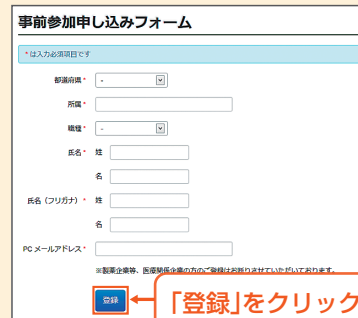 事前参加申し込みフォーム
*は入力必須項目です
都道府県* -
所属*
職種* -
氏名* 姓
名
氏名（フリガナ）* 姓
名
PC メールアドレス*
※製薬企業等、医療関係企業の方のご登録はお断りさせていただいております。
登録
「登録」をクリック